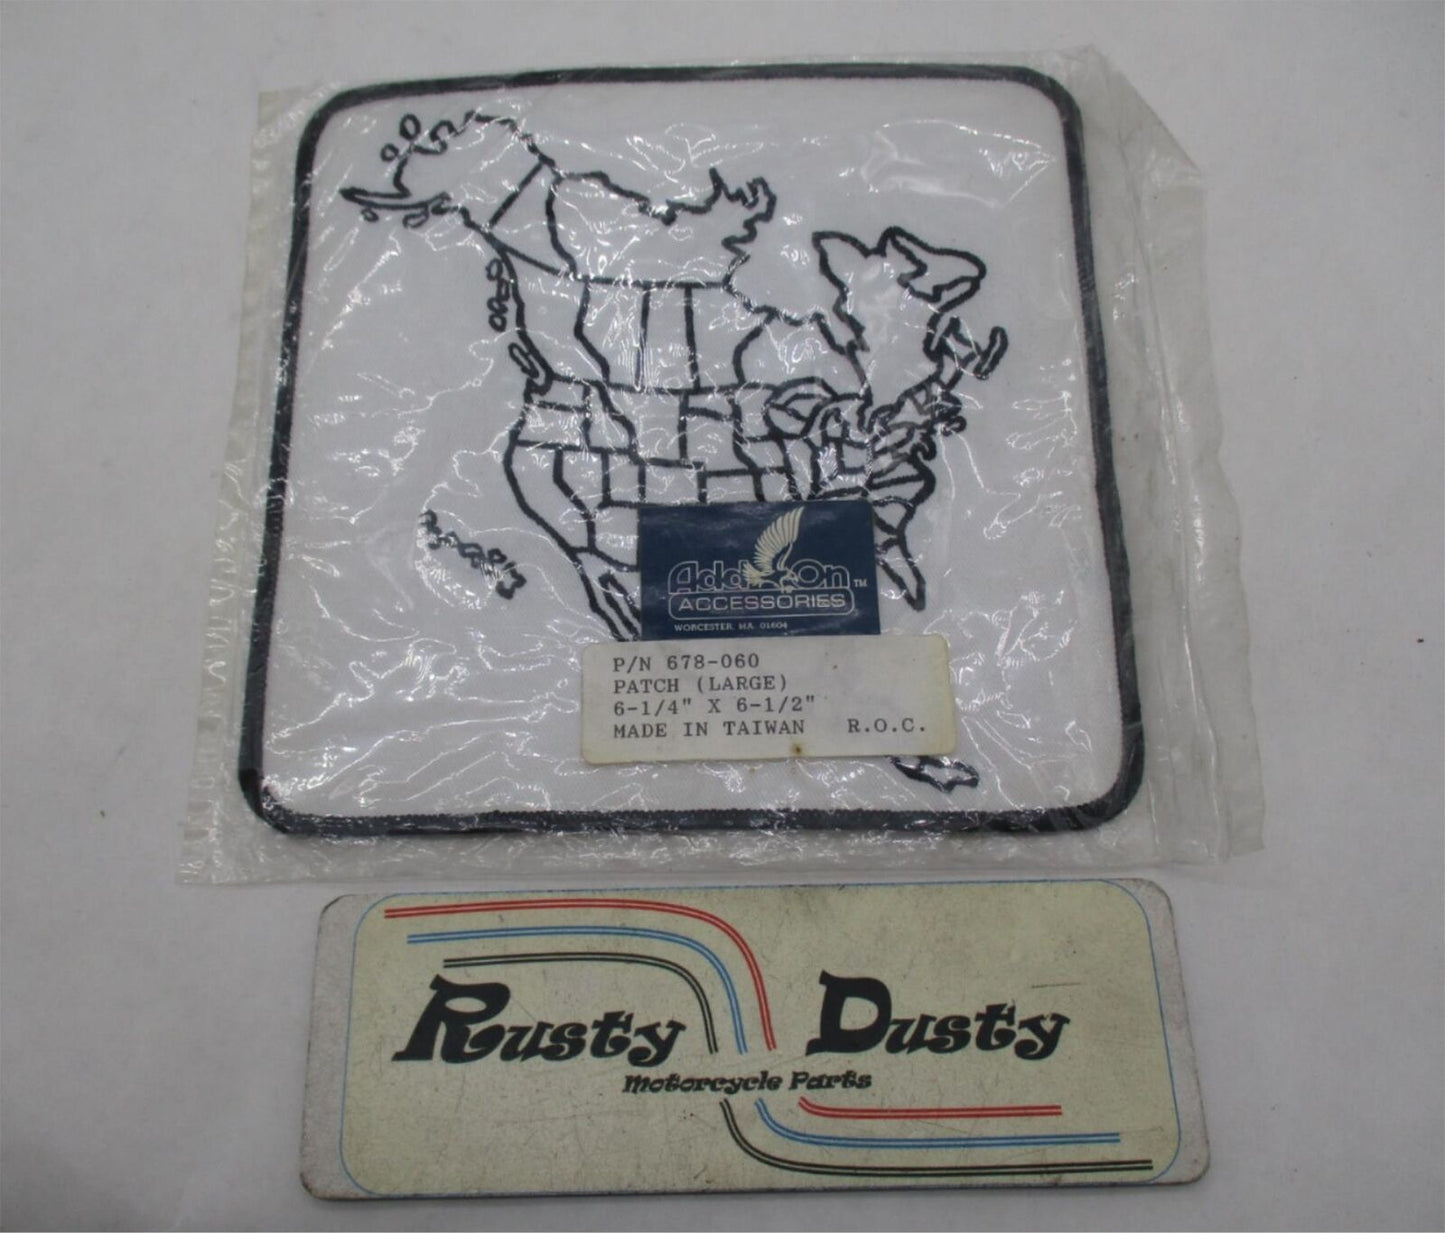 Add On ™
ACCESSORIES
WORCESTER, MA. 01604
P/N 678-060
PATCH (LARGE)
6-1/4" X 6-1/2"
MADE IN TAIWAN R.O.C.
Rusty Dusty
Motorcycle Parts